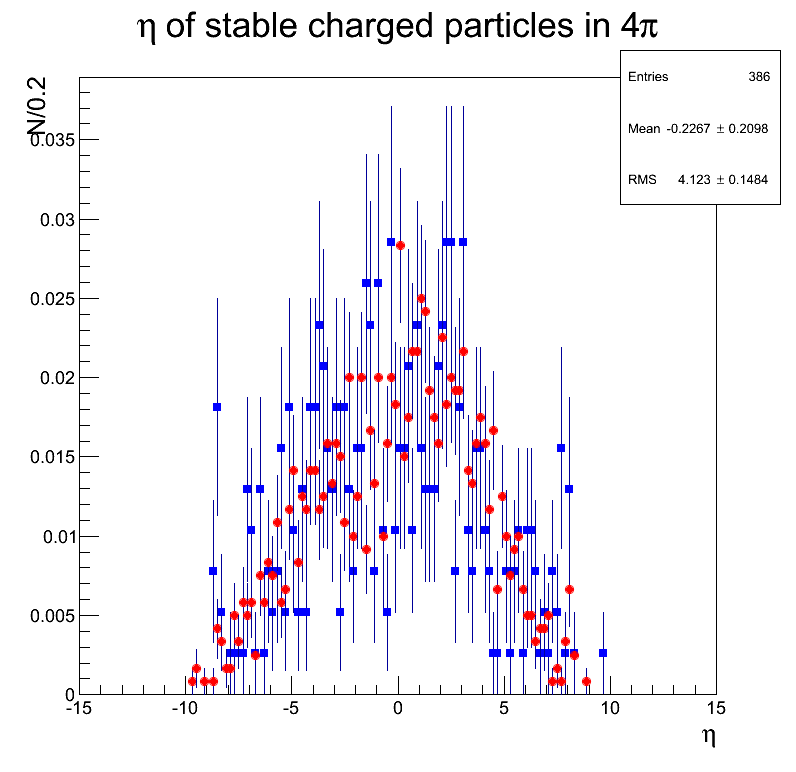 η of stable charged particles in 4π
Entries 386
Mean -0.2267 ± 0.2098
RMS 4.123 ± 0.1484
N/0.2
0.035
0.03
0.025
0.02
0.015
0.01
0.005
0
-15 -10 -5 0 5 10 15
η